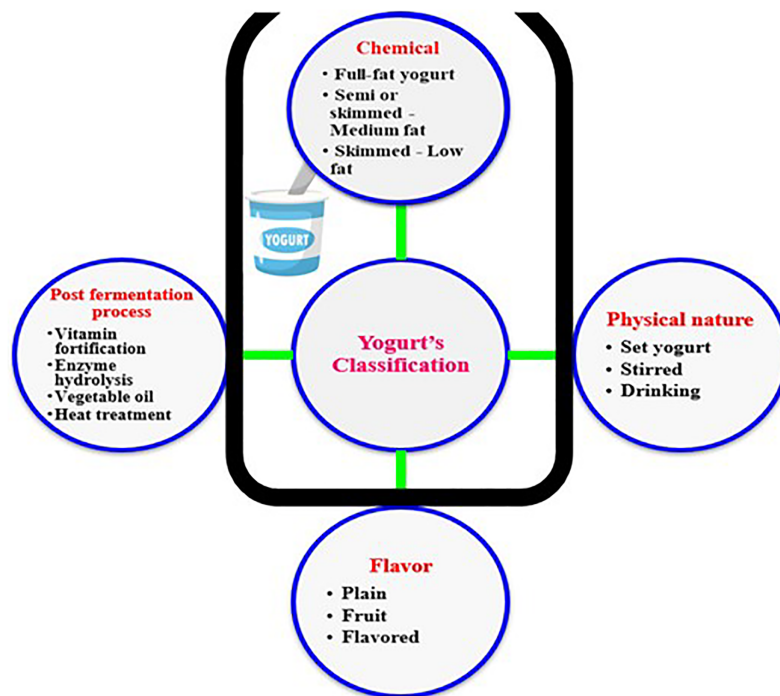 Chemical
• Full-fat yogurt
• Semi or
skimmed -
Medium fat
• Skimmed - Low
fat
YOGURT
Post fermentation
process
• Vitamin
fortification
• Enzyme
hydrolysis
• Vegetable oil
• Heat treatment
Yogurt's
Classification
Physical nature
• Set yogurt
• Stirred
• Drinking
Flavor
• Plain
• Fruit
• Flavored